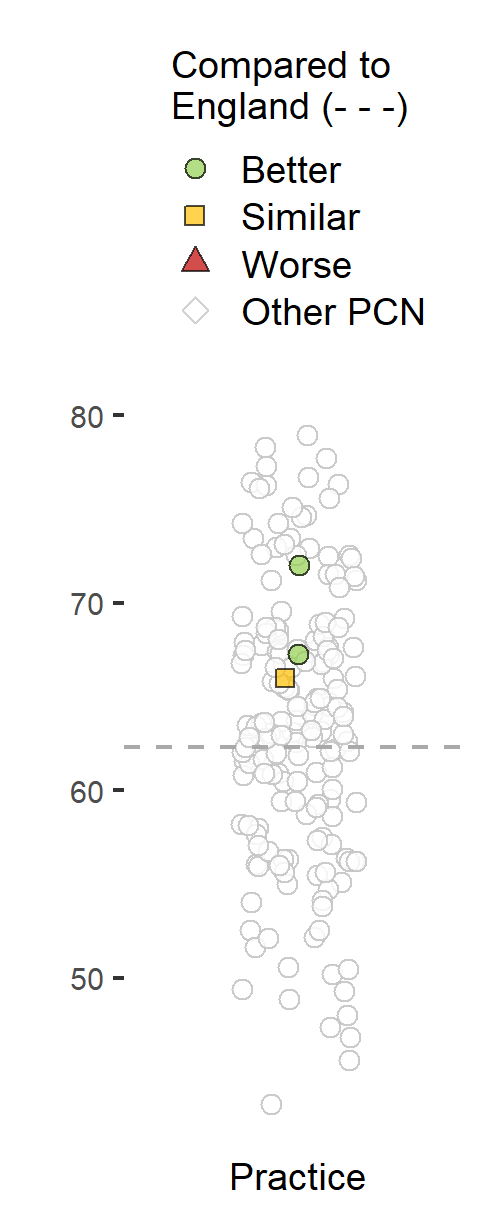 Compared to
England (- - -)
Better
Similar
Worse
Other PCN
80
70
60
50
Practice